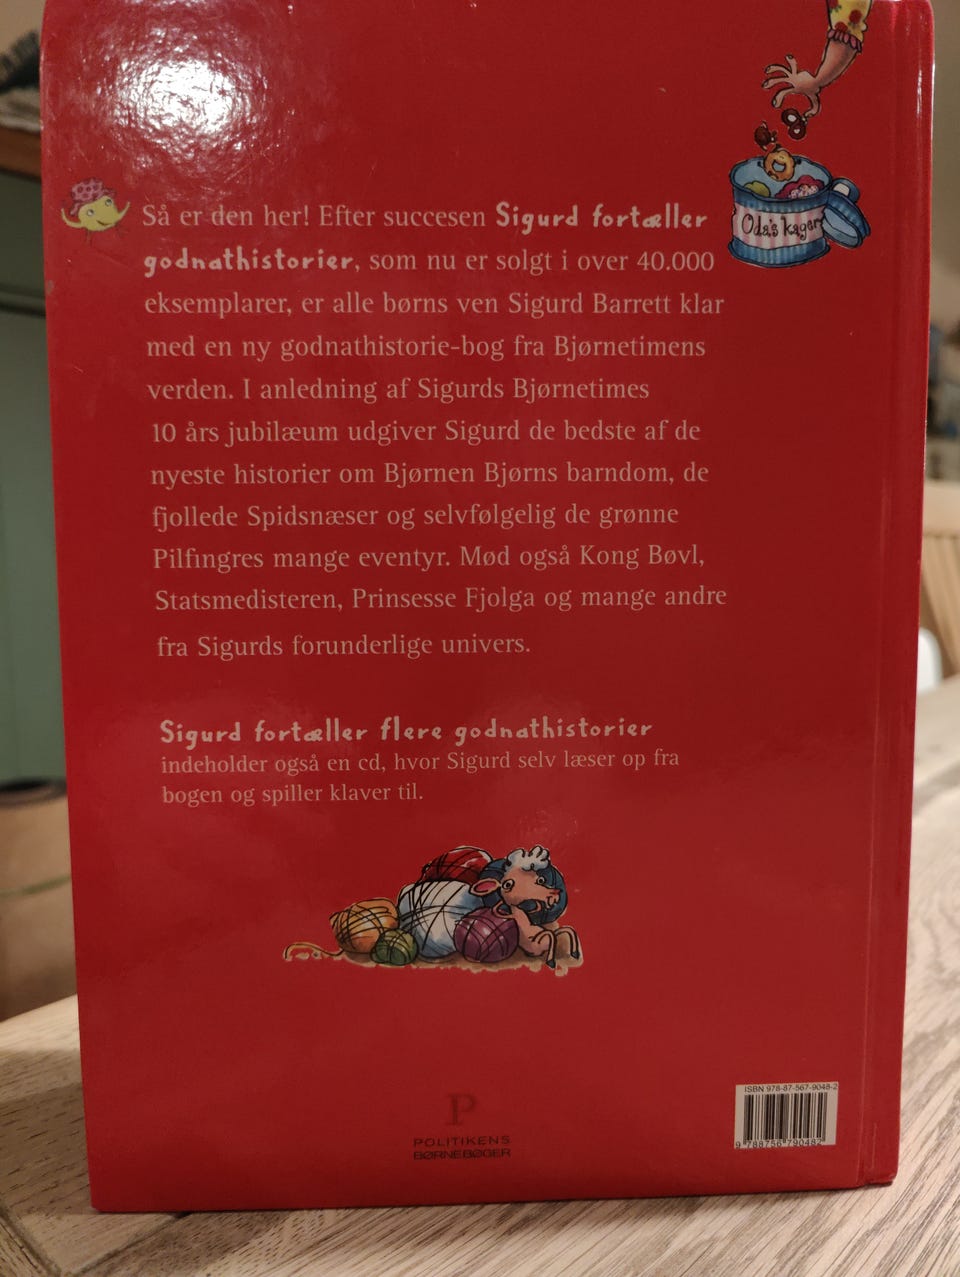 Så er den her! Efter succesen Sigurd fortæller
godnathistorier, som nu er solgt i over 40.000
eksemplarer, er alle børns ven Sigurd Barrett klar
med en ny godnathistorie-bog fra Bjørnetimens
verden. I anledning af Sigurds Bjørnetimes
10 års jubilæum udgiver Sigurd de bedste af de
nyeste historier om Bjørnen Bjørns barndom, de
fjollede Spidsnæser og selvfølgelig de grønne
Pilfingres mange eventyr. Mød også Kong Bøvl,
Statsmedisteren, Prinsesse Fjolga og mange andre
fra Sigurds forunderlige univers.
Oda's kager
Sigurd fortæller flere godnathistorier
indeholder også en cd, hvor Sigurd selv læser op fra
bogen og spiller klaver til.
P
POLITIKENS
BØRNEBØGER
ISBN 978-87-567-9048-2
9 788756 790482